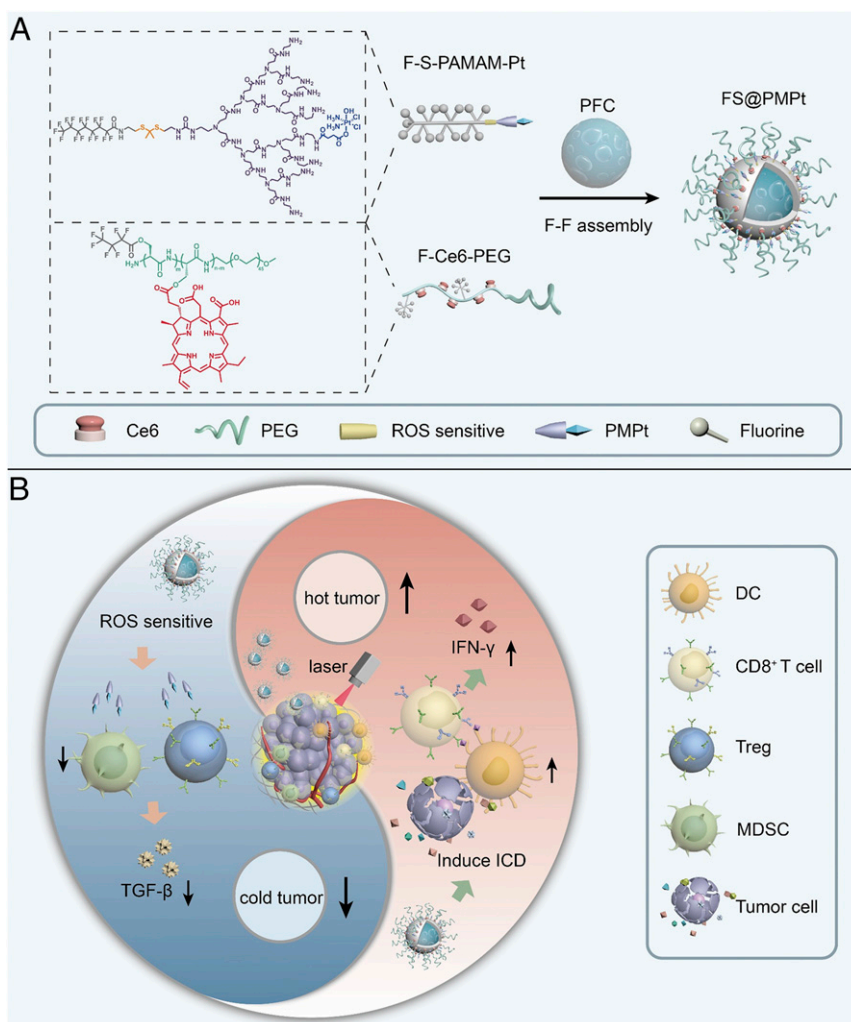 A
F-S-PAMAM-Pt
PFC
FS@PMPt
F-F assembly
F-Ce6-PEG
Ce6
PEG
ROS sensitive
PMPt
Fluorine
B
ROS sensitive
hot tumor
laser
IFN-γ
TGF-β
cold tumor
Induce ICD
DC
CD8⁺ T cell
Treg
MDSC
Tumor cell